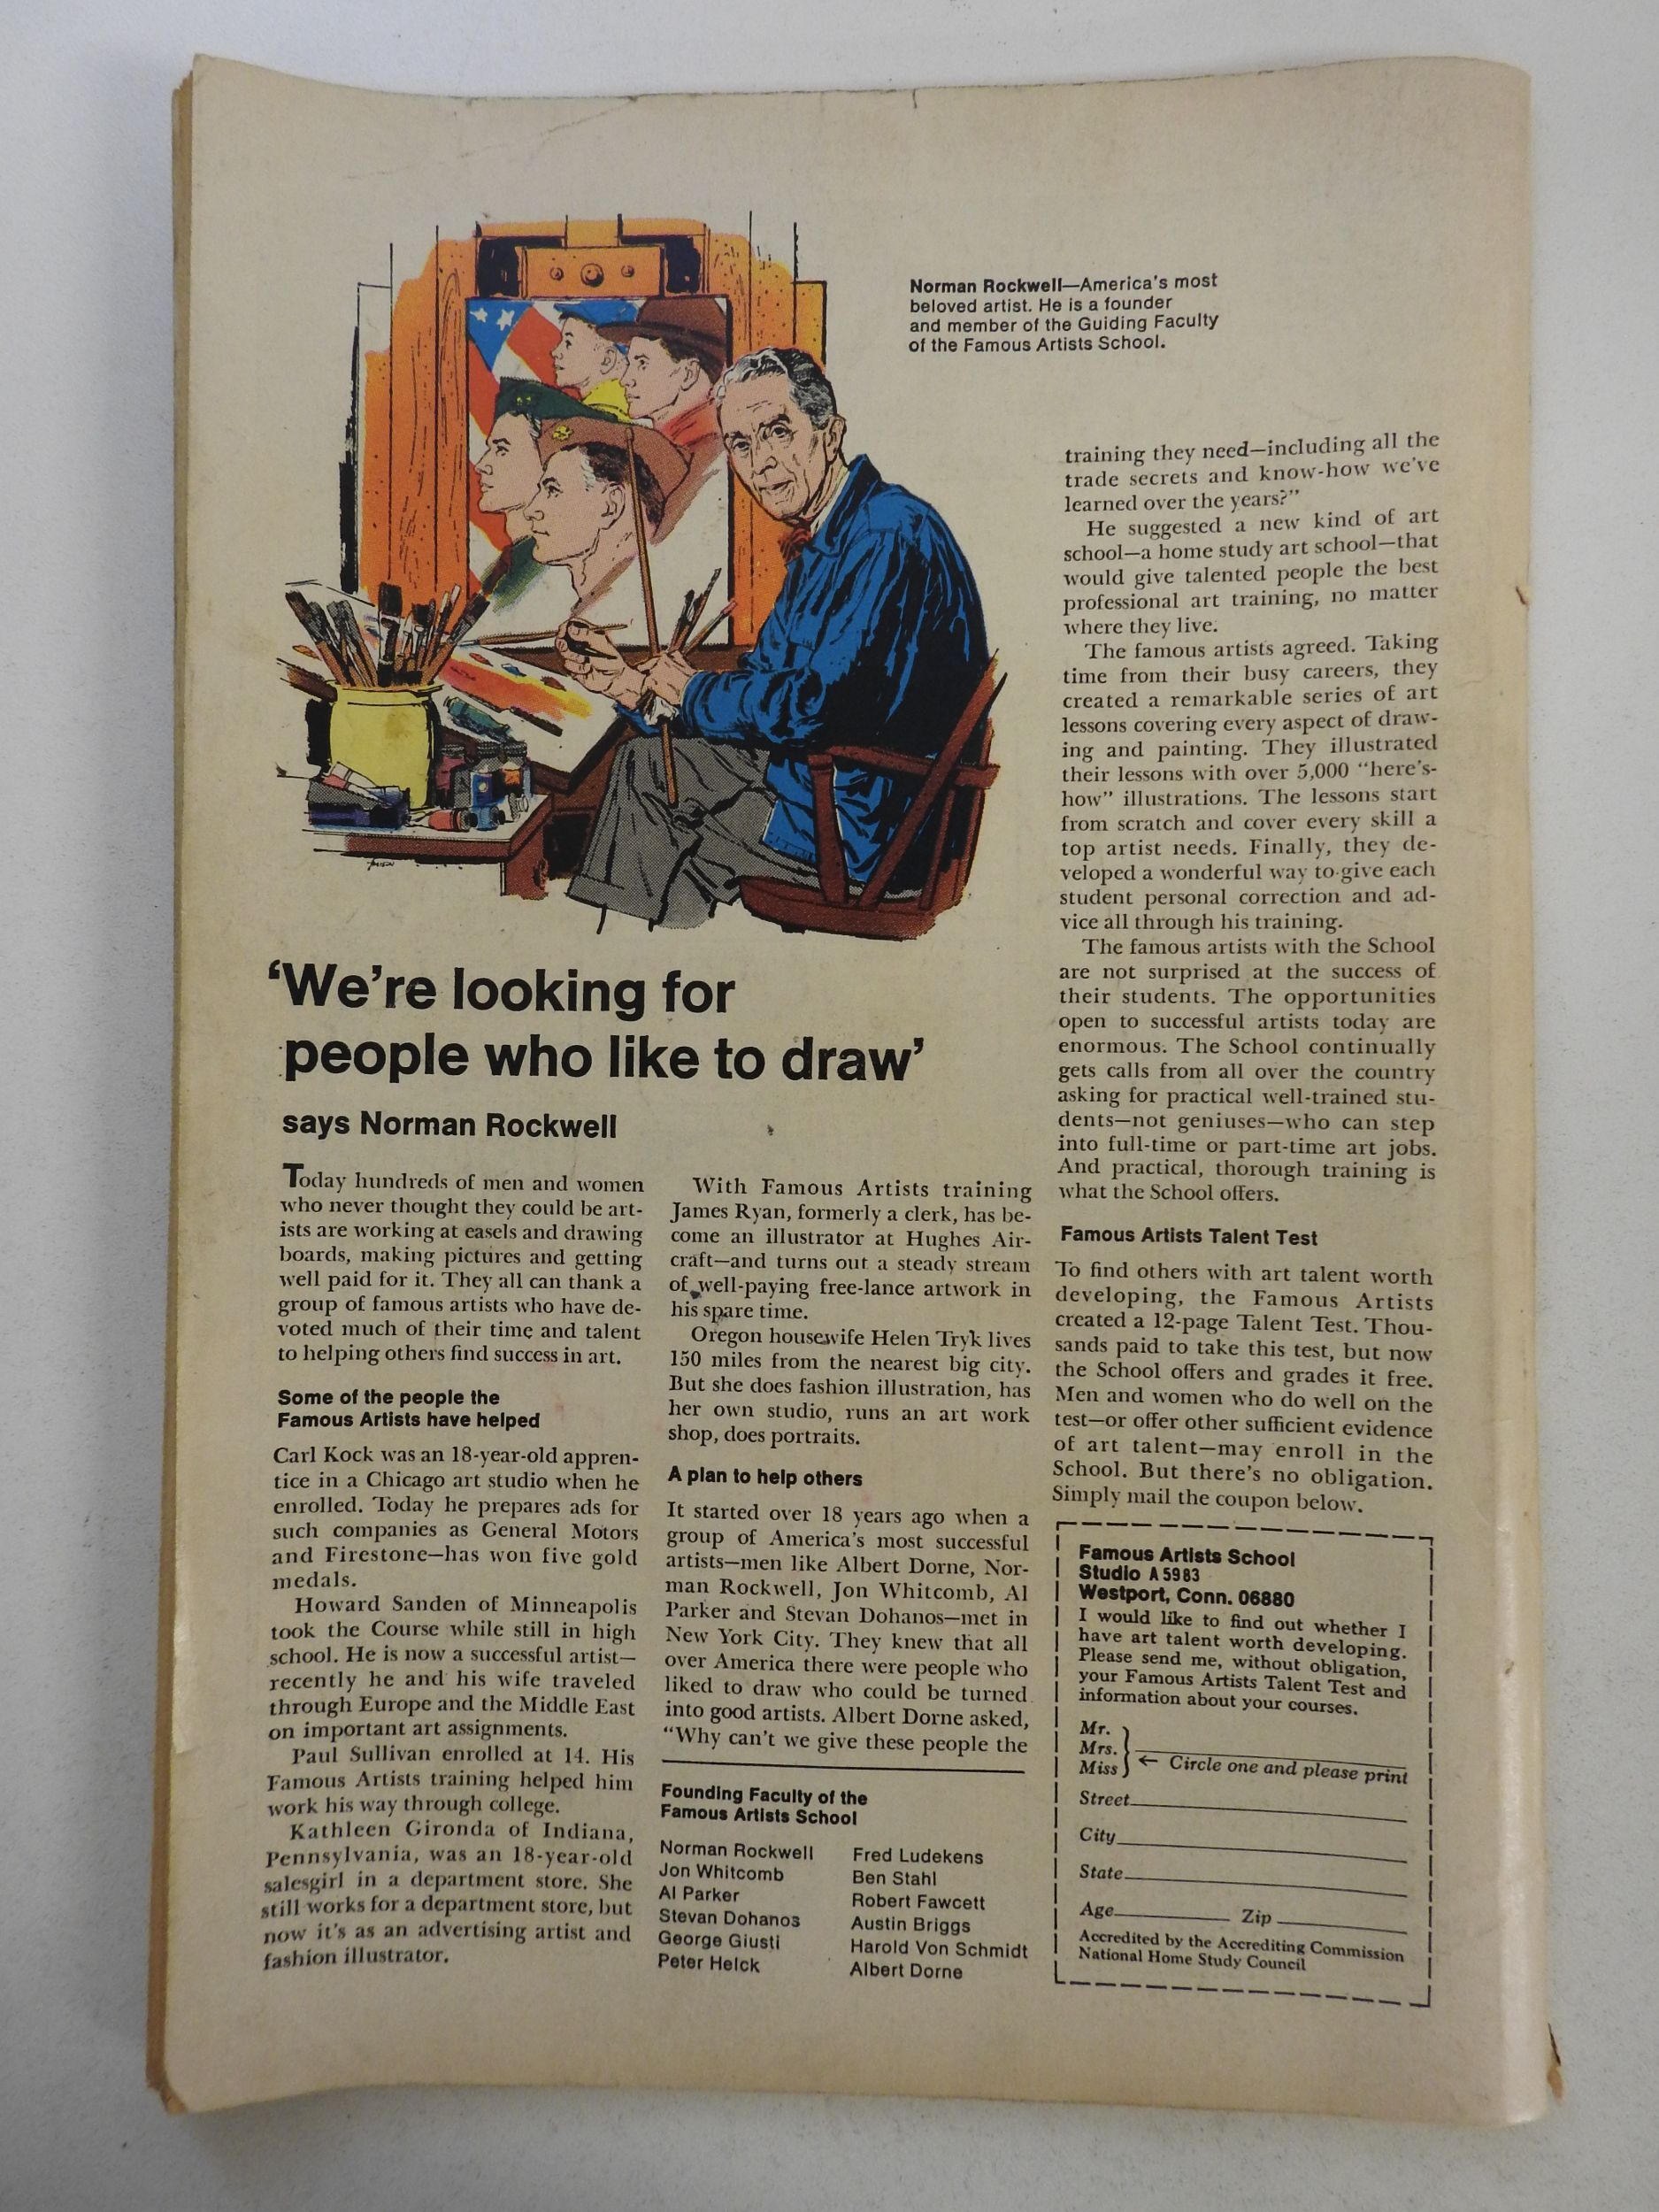 Norman Rockwell—America's most
beloved artist. He is a founder
and member of the Guiding Faculty
of the Famous Artists School.
'We're looking for
people who like to draw'
says Norman Rockwell
Today hundreds of men and women
who never thought they could be art-
ists are working at easels and drawing
boards, making pictures and getting
well paid for it. They all can thank a
group of famous artists who have de-
voted much of their time and talent
to helping others find success in art.
Some of the people the
Famous Artists have helped
Carl Kock was an 18-year-old appren-
tice in a Chicago art studio when he
enrolled. Today he prepares ads for
such companies as General Motors
and Firestone—has won five gold
medals.
Howard Sanden of Minneapolis
took the Course while still in high
school. He is now a successful artist—
recently he and his wife traveled
through Europe and the Middle East
on important art assignments.
Paul Sullivan enrolled at 14. His
Famous Artists training helped him
work his way through college.
Kathleen Gironda of Indiana,
Pennsylvania, was an 18-year-old
salesgirl in a department store. She
still works for a department store, but
now it's as an advertising artist and
fashion illustrator.
With Famous Artists training
James Ryan, formerly a clerk, has be-
come an illustrator at Hughes Air-
craft—and turns out a steady stream
of well-paying free-lance artwork in
his spare time.
Oregon housewife Helen Tryk lives
150 miles from the nearest big city.
But she does fashion illustration, has
her own studio, runs an art work
shop, does portraits.
A plan to help others
It started over 18 years ago when a
group of America's most successful
artists—men like Albert Dorne, Nor-
man Rockwell, Jon Whitcomb, Al
Parker and Stevan Dohanos—met in
New York City. They knew that all
over America there were people who
liked to draw who could be turned
into good artists. Albert Dorne asked,
"Why can't we give these people the
Founding Faculty of the
Famous Artists School
Norman Rockwell
Jon Whitcomb
Al Parker
Stevan Dohanos
George Giusti
Peter Helck
Fred Ludekens
Ben Stahl
Robert Fawcett
Austin Briggs
Harold Von Schmidt
Albert Dorne
training they need—including all the
trade secrets and know-how we've
learned over the years?"
He suggested a new kind of art
school—a home study art school—that
would give talented people the best
professional art training, no matter
where they live.
The famous artists agreed. Taking
time from their busy careers, they
created a remarkable series of art
lessons covering every aspect of draw-
ing and painting. They illustrated
their lessons with over 5,000 "here's-
how" illustrations. The lessons start
from scratch and cover every skill a
top artist needs. Finally, they de-
veloped a wonderful way to give each
student personal correction and ad-
vice all through his training.
The famous artists with the School
are not surprised at the success of
their students. The opportunities
open to successful artists today are
enormous. The School continually
gets calls from all over the country
asking for practical well-trained stu-
dents—not geniuses—who can step
into full-time or part-time art jobs.
And practical, thorough training is
what the School offers.
Famous Artists Talent Test
To find others with art talent worth
developing, the Famous Artists
created a 12-page Talent Test. Thou-
sands paid to take this test, but now
the School offers and grades it free.
Men and women who do well on the
test—or offer other sufficient evidence
of art talent—may enroll in the
School. But there's no obligation.
Simply mail the coupon below.
Famous Artists School
Studio A 5983
Westport, Conn. 06880
I would like to find out whether I
have art talent worth developing.
Please send me, without obligation,
your Famous Artists Talent Test and
information about your courses.
Mr.
Mrs.
Miss
← Circle one and please print
Street
City
State
Age Zip
Accredited by the Accrediting Commission
National Home Study Council